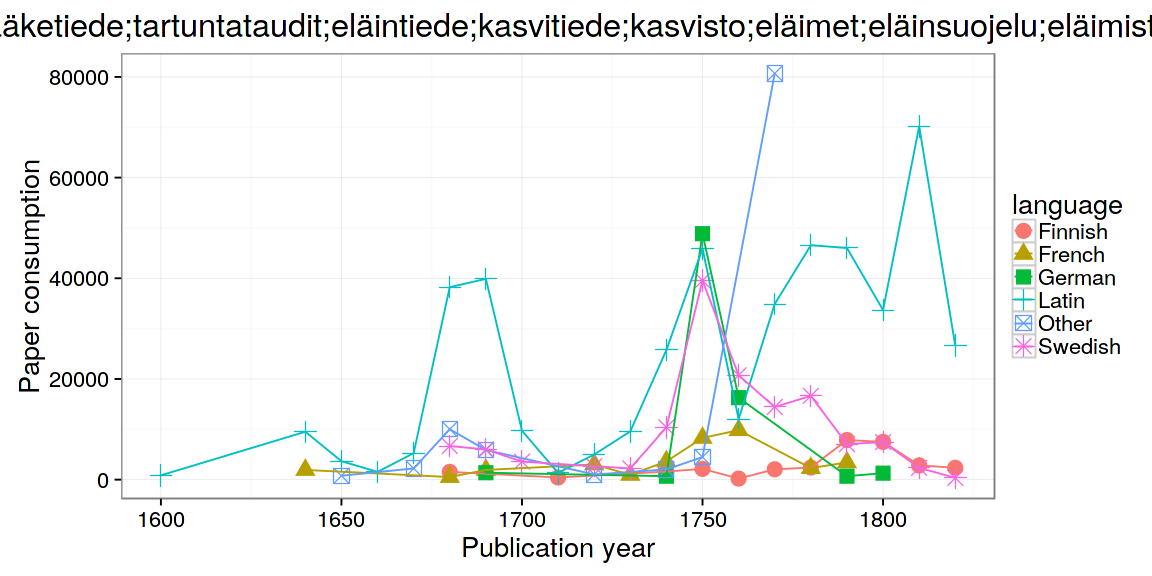 äketiede;tartuntataudit;eläintiede;kasvitiede;kasvisto;eläimet;eläinsuojelu;eläimist
80000
60000
40000
20000
0
Paper consumption
1600 1650 1700 1750 1800
Publication year
language
Finnish
French
German
Latin
Other
Swedish